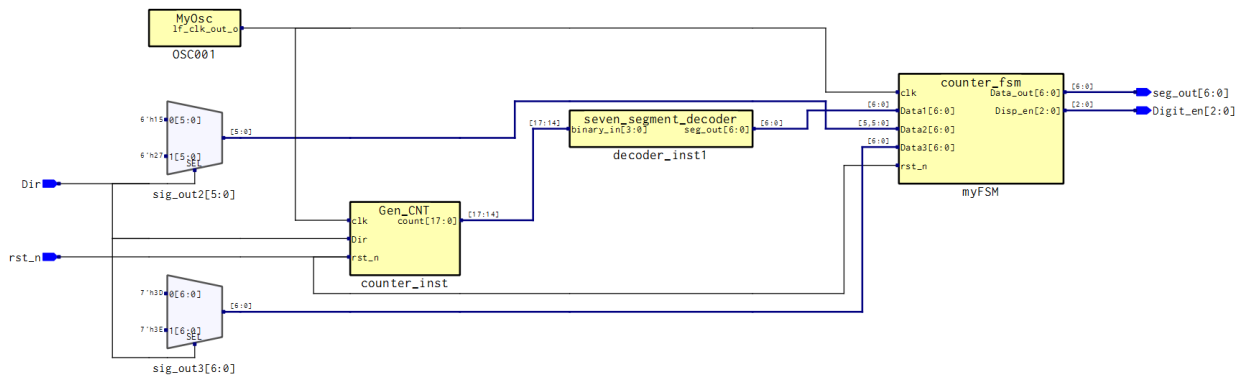 MyOsc
lf_clk_out_o
OSC001
6'h15 0[5:0]
6'h27 1[5:0]
SEL
sig_out2[5:0]
[5:0]
Dir
rst_n
Gen_CNT
clk
count[17:0]
Dir
rst_n
counter_inst
[17:14]
[17:14]
seven_segment_decoder
binary_in[3:0]
seg_out[6:0]
decoder_inst1
[6:0]
7'h3D 0[6:0]
7'h3E 1[6:0]
SEL
sig_out3[6:0]
[6:0]
counter_fsm
clk
Data_out[6:0]
[6:0] Data1[6:0]
Disp_en[2:0]
[5,5:0] Data2[6:0]
[6:0] Data3[6:0]
rst_n
myFSM
[6:0]
seg_out[6:0]
[2:0]
Digit_en[2:0]